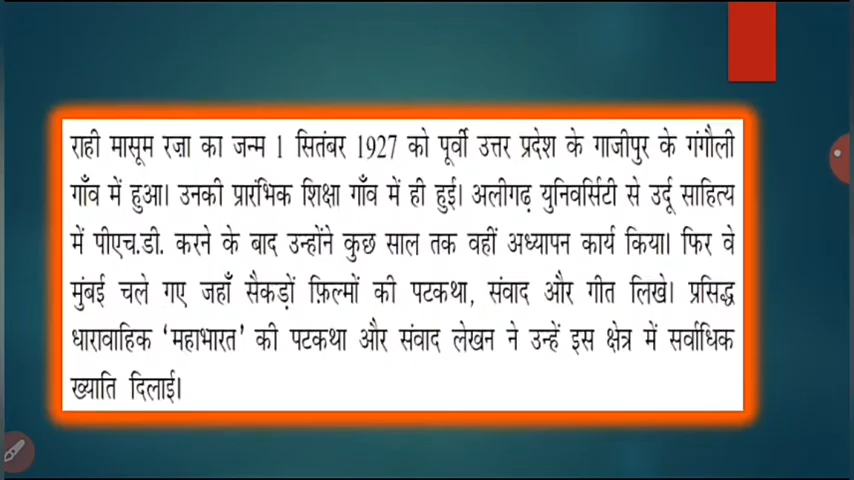 राही मासूम रज़ा का जन्म 1 सितंबर 1927 को पूर्वी उत्तर प्रदेश के गाजीपुर के गंगौली
गाँव में हुआ। उनकी प्रारंभिक शिक्षा गाँव में ही हुई। अलीगढ़ युनिवर्सिटी से उर्दू साहित्य
में पीएच.डी. करने के बाद उन्होंने कुछ साल तक वहीं अध्यापन कार्य किया। फिर वे
मुंबई चले गए जहाँ सैकड़ों फ़िल्मों की पटकथा, संवाद और गीत लिखे। प्रसिद्ध
धारावाहिक ‘महाभारत’ की पटकथा और संवाद लेखन ने उन्हें इस क्षेत्र में सर्वाधिक
ख्याति दिलाई।